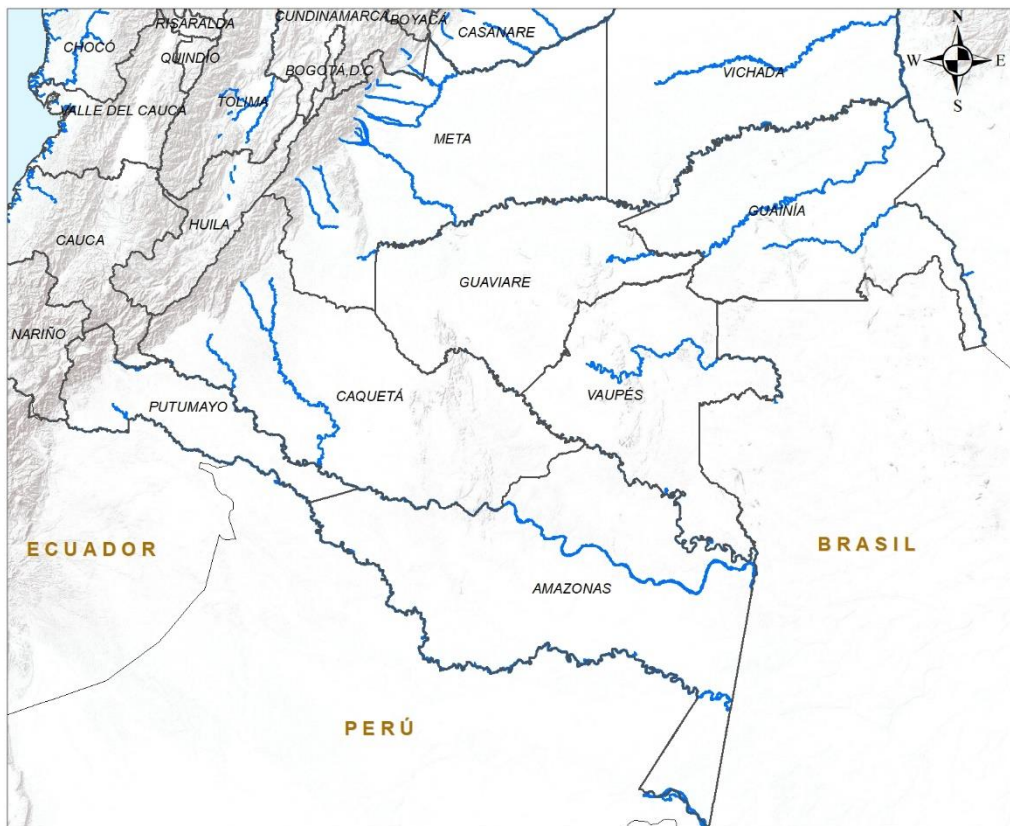 RISARALDA
CUNDINAMARCA
BOYACÁ
N
CASANARE
CHOCÓ
QUINDÍO
W
E
BOGOTÁ,D.C
VICHADA
TOLIMA
S
VALLE DEL CAUCA
META
GUAINÍA
HUILA
CAUCA
GUAVIARE
NARIÑO
CAQUETÁ
VAUPÉS
PUTUMAYO
ECUADOR
BRASIL
AMAZONAS
PERÚ